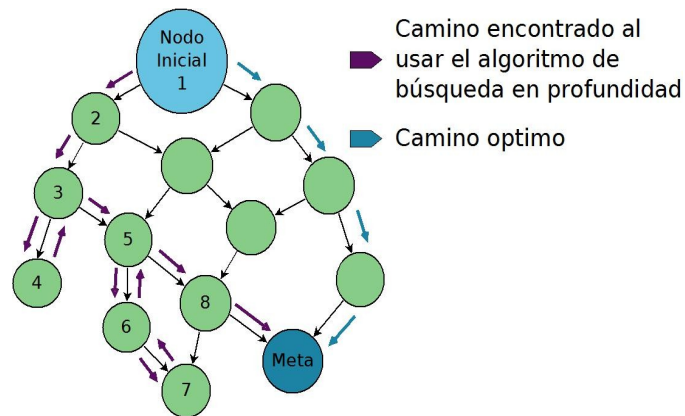 Nodo
Inicial
1
Camino encontrado al
usar el algoritmo de
búsqueda en profundidad
Camino optimo
2
3
5
4
8
6
Meta
7